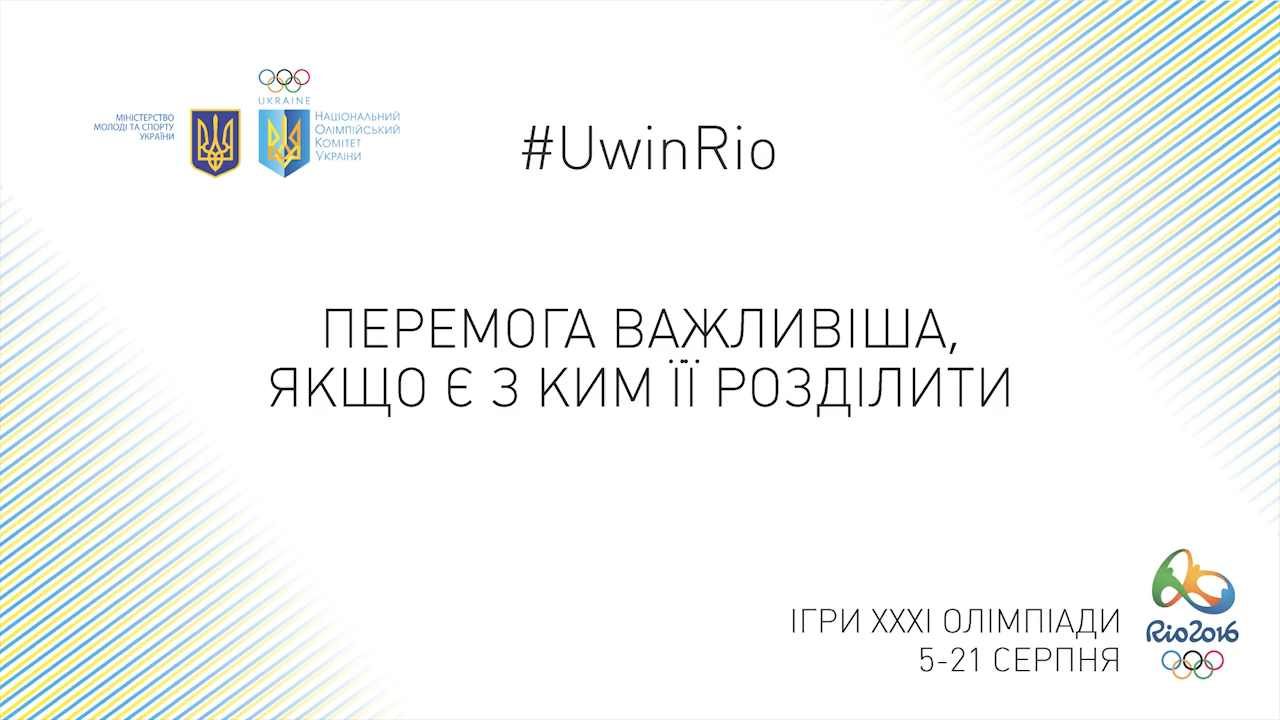 МІНІСТЕРСТВО
МОЛОДІ ТА СПОРТУ
УКРАЇНИ
UKRAINE
НАЦІОНАЛЬНИЙ
ОЛІМПІЙСЬКИЙ
КОМІТЕТ
УКРАЇНИ
#UwinRio
ПЕРЕМОГА ВАЖЛИВІША,
ЯКЩО Є З КИМ ЇЇ РОЗДІЛИТИ
ІГРИ XXXI ОЛІМПІАДИ
5-21 СЕРПНЯ
Rio2016